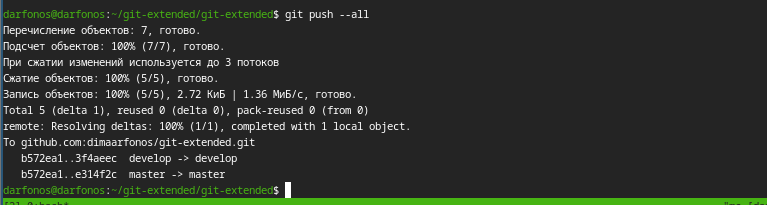 darfonos@darfonos:~/git-extended/git-extended$ git push --all
Перечисление объектов: 7, готово.
Подсчет объектов: 100% (7/7), готово.
При сжатии изменений используется до 3 потоков
Сжатие объектов: 100% (5/5), готово.
Запись объектов: 100% (5/5), 2.72 КиБ | 1.36 МиБ/с, готово.
Total 5 (delta 1), reused 0 (delta 0), pack-reused 0 (from 0)
remote: Resolving deltas: 100% (1/1), completed with 1 local object.
To github.com:dimaarfonos/git-extended.git
   b572ea1..3f4aeec  develop -> develop
   b572ea1..e314f2c  master -> master
darfonos@darfonos:~/git-extended/git-extended$